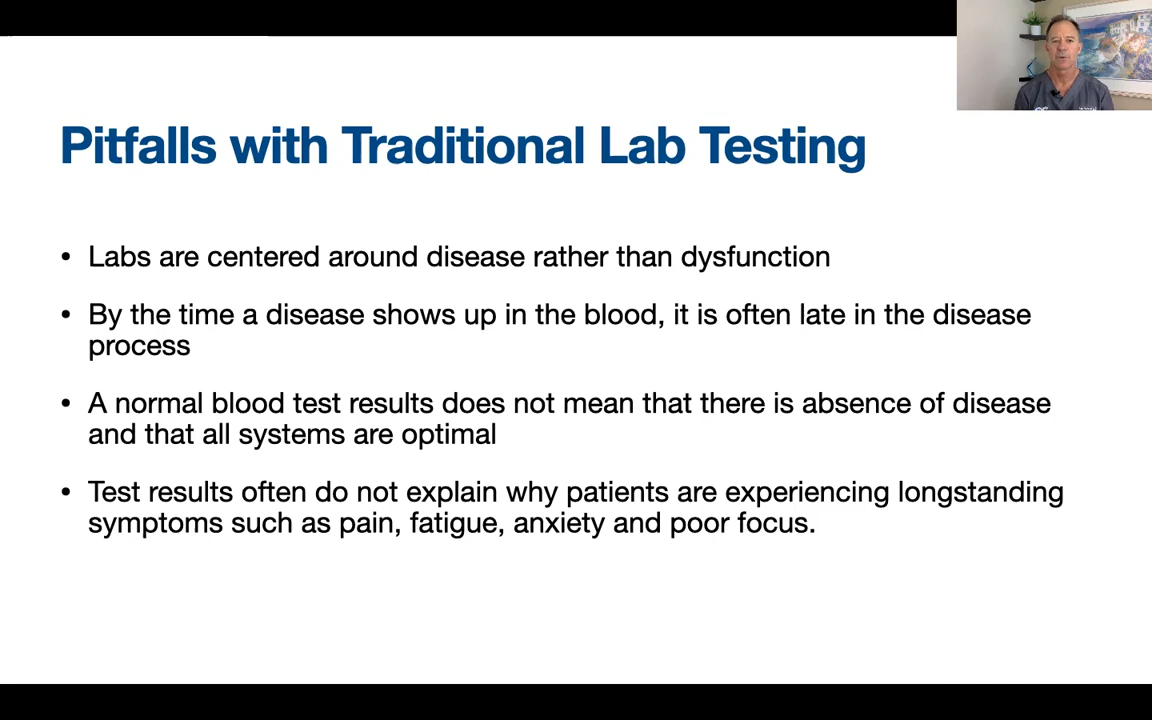 Pitfalls with Traditional Lab Testing
• Labs are centered around disease rather than dysfunction
• By the time a disease shows up in the blood, it is often late in the disease
process
• A normal blood test results does not mean that there is absence of disease
and that all systems are optimal
• Test results often do not explain why patients are experiencing longstanding
symptoms such as pain, fatigue, anxiety and poor focus.